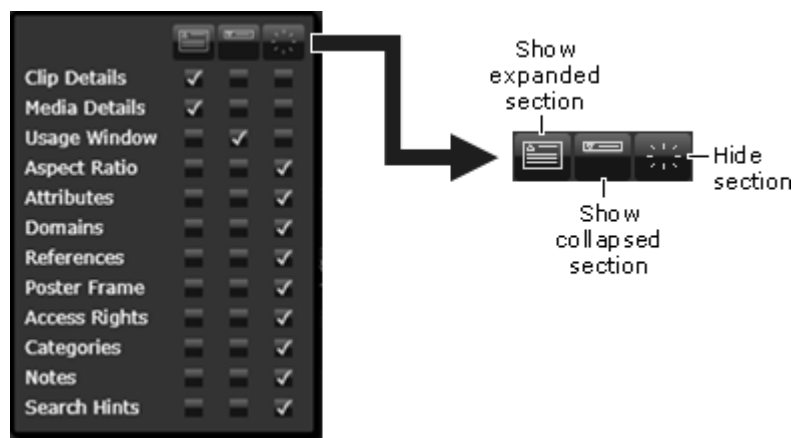 Clip Details
Media Details
Usage Window
Aspect Ratio
Attributes
Domains
References
Poster Frame
Access Rights
Categories
Notes
Search Hints
Show
expanded
section
Hide
section
Show
collapsed
section